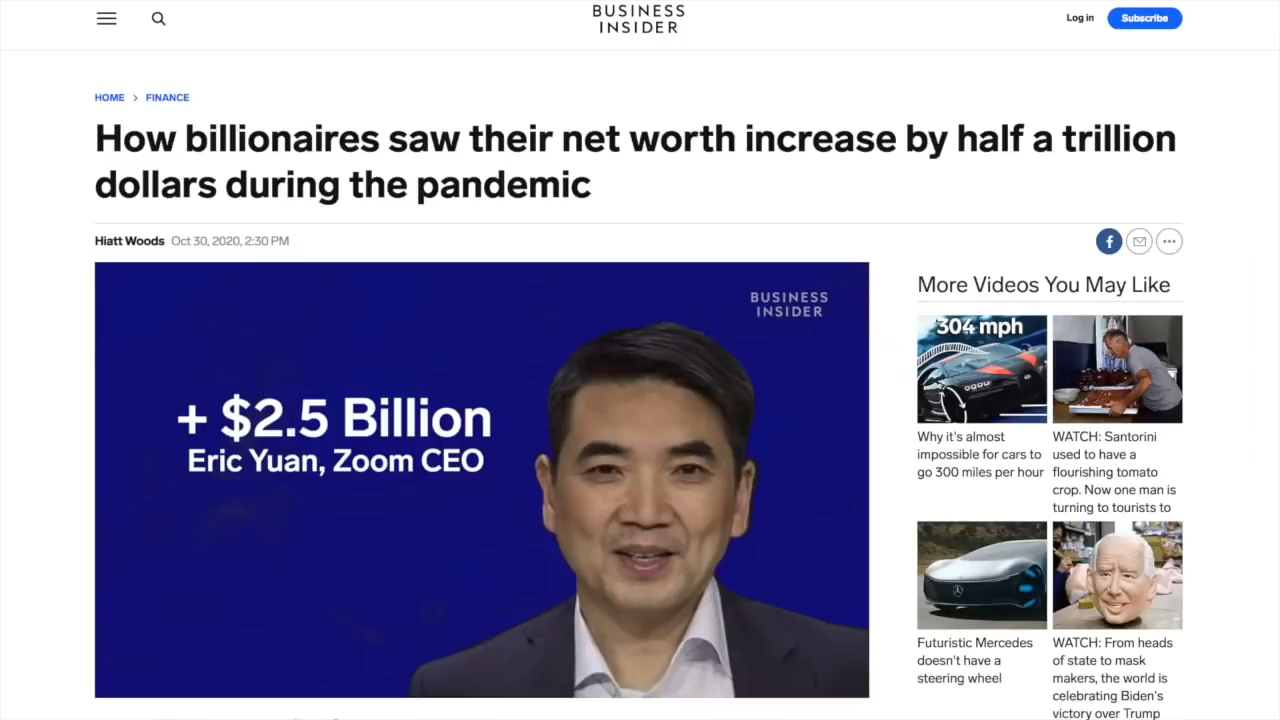 BUSINESS
INSIDER
Log in
Subscribe
HOME > FINANCE
How billionaires saw their net worth increase by half a trillion
dollars during the pandemic
Hiatt Woods Oct 30, 2020, 2:30 PM
BUSINESS
INSIDER
+ $2.5 Billion
Eric Yuan, Zoom CEO
More Videos You May Like
304 mph
Why it's almost
impossible for cars to
go 300 miles per hour
WATCH: Santorini
used to have a
flourishing tomato
crop. Now one man is
turning to tourists to
Futuristic Mercedes
doesn't have a
steering wheel
WATCH: From heads
of state to mask
makers, the world is
celebrating Biden's
victory over Trump